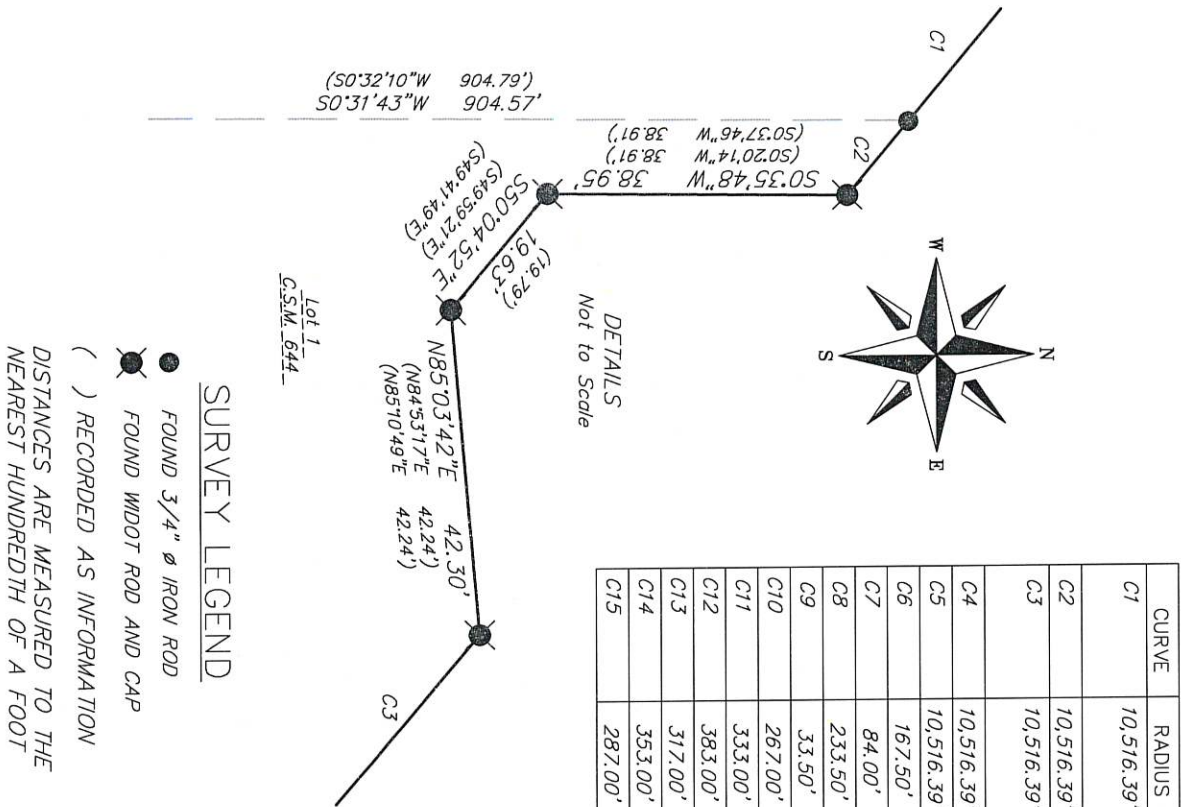 C1
(S0°32'10"W 904.79')
S0°31'43"W 904.57'
C2
(S0°37'46"W 38.91')
(S0°20'14"W 38.91')
S0°35'48"W 38.95'
(S49°41'49"E)
(S49°59'21"E)
S50°04'52"E
19.63'
(19.79')
W
N
S
E
DETAILS
Not to Scale
Lot 1
C.S.M. 644
N85°03'42"E 42.30'
(N84°53'17"E 42.24')
(N85°10'49"E 42.24')
C3
SURVEY LEGEND
FOUND 3/4" ø IRON ROD
FOUND WIDOT ROD AND CAP
( ) RECORDED AS INFORMATION
DISTANCES ARE MEASURED TO THE
NEAREST HUNDREDTH OF A FOOT
CURVE RADIUS
C1 10,516.39'
C2 10,516.39
C3 10,516.39
C4 10,516.39
C5 10,516.39
C6 167.50'
C7 84.00'
C8 233.50'
C9 33.50'
C10 267.00'
C11 333.00'
C12 383.00'
C13 317.00'
C14 353.00'
C15 287.00'